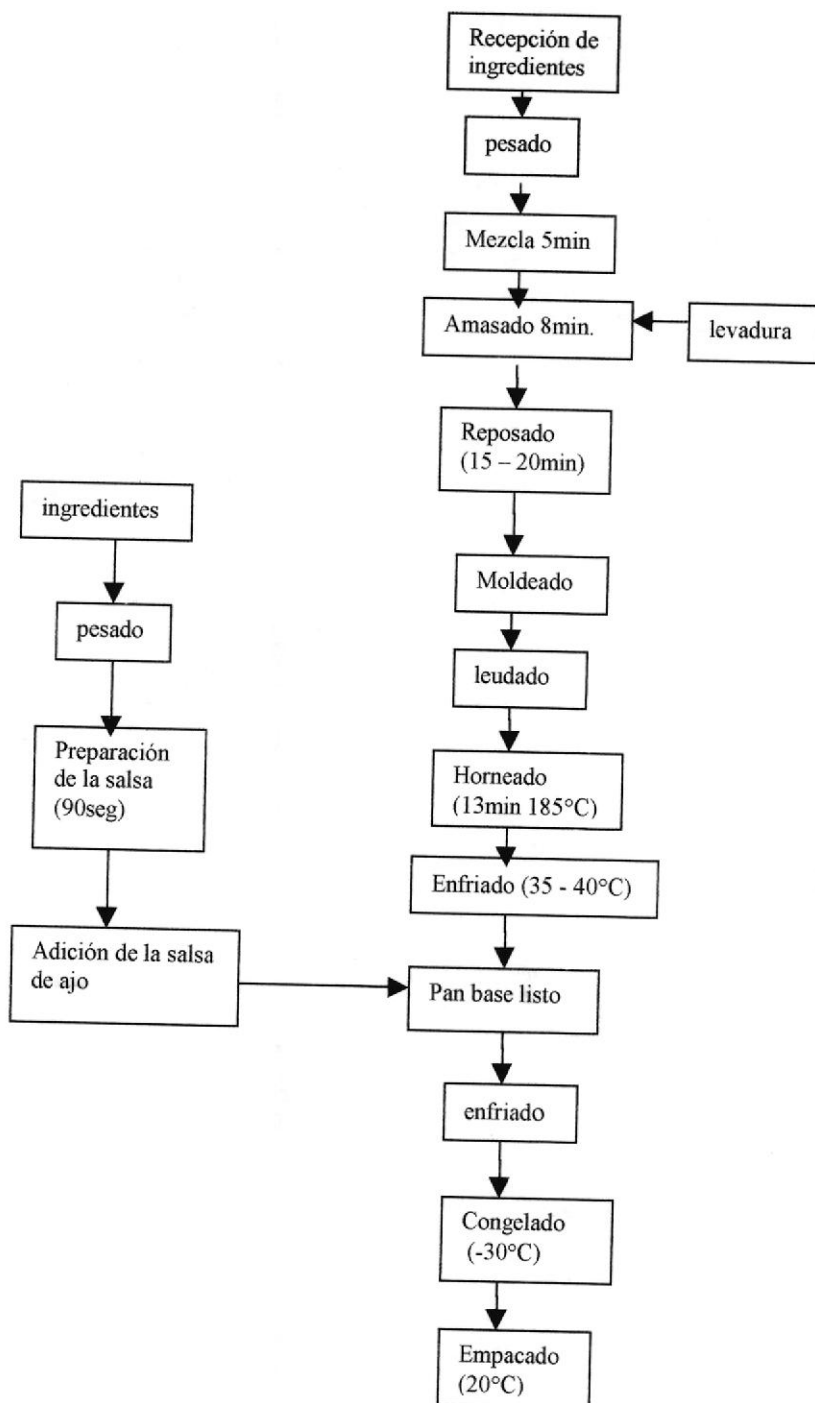 Recepción de
ingredientes
pesado
Mezcla 5min
Amasado 8min.
levadura
Reposado
(15 – 20min)
Moldeado
leudado
Horneado
(13min 185°C)
Enfriado (35 - 40°C)
ingredientes
pesado
Preparación
de la salsa
(90seg)
Adición de la salsa
de ajo
Pan base listo
enfriado
Congelado
(-30°C)
Empacado
(20°C)